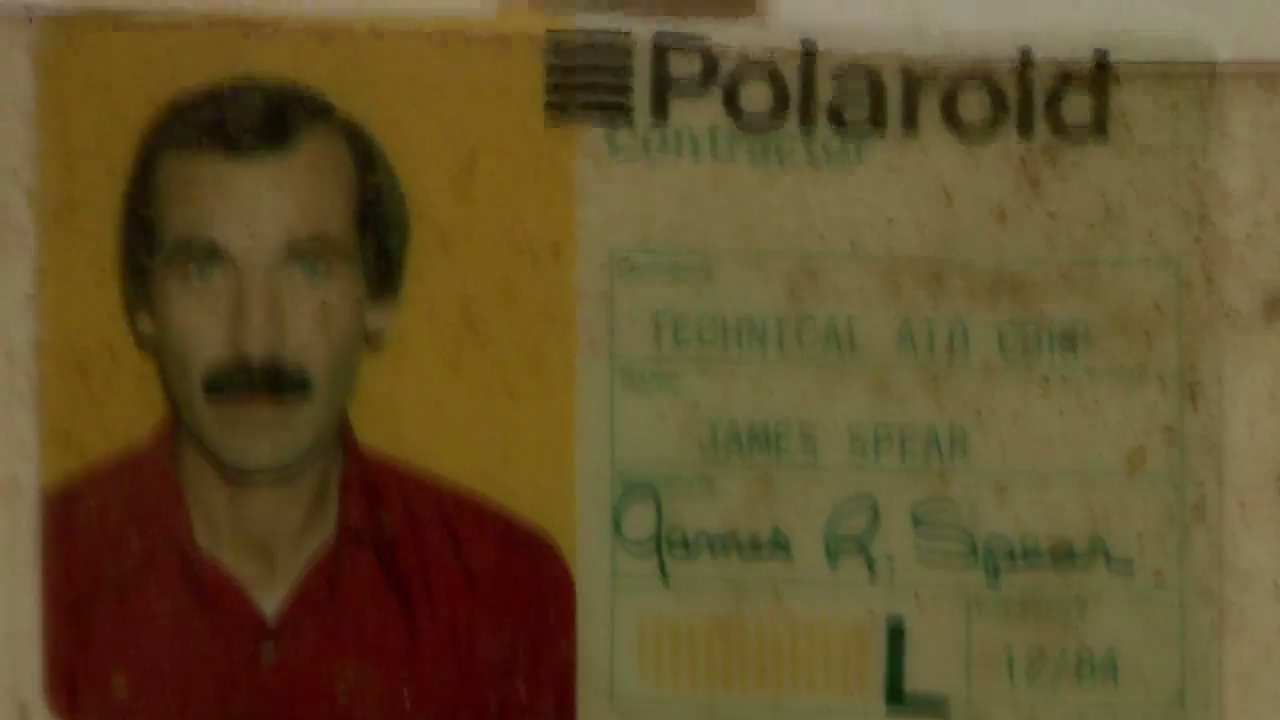 Polaroid
Contractor
TECHNICAL AID CORP
JAMES SPEAR
James R. Spear
L
12/84